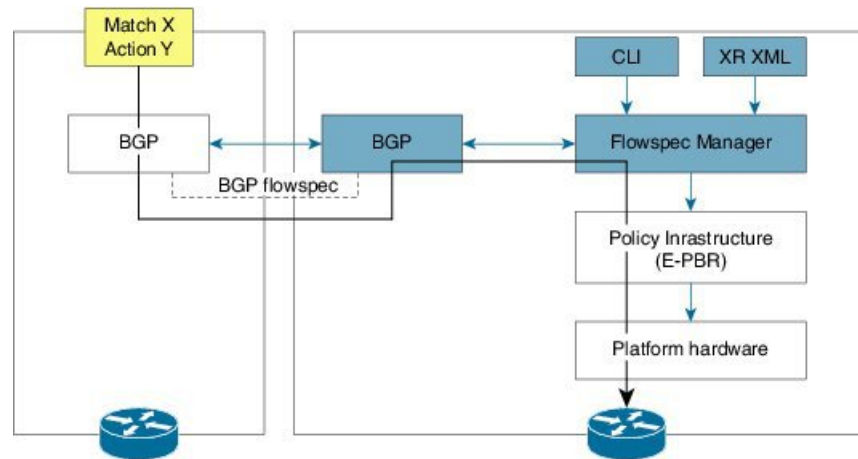 Match X
Action Y
CLI
XR XML
BGP
BGP
Flowspec Manager
BGP flowspec
Policy Inrastructure
(E-PBR)
Platform hardware